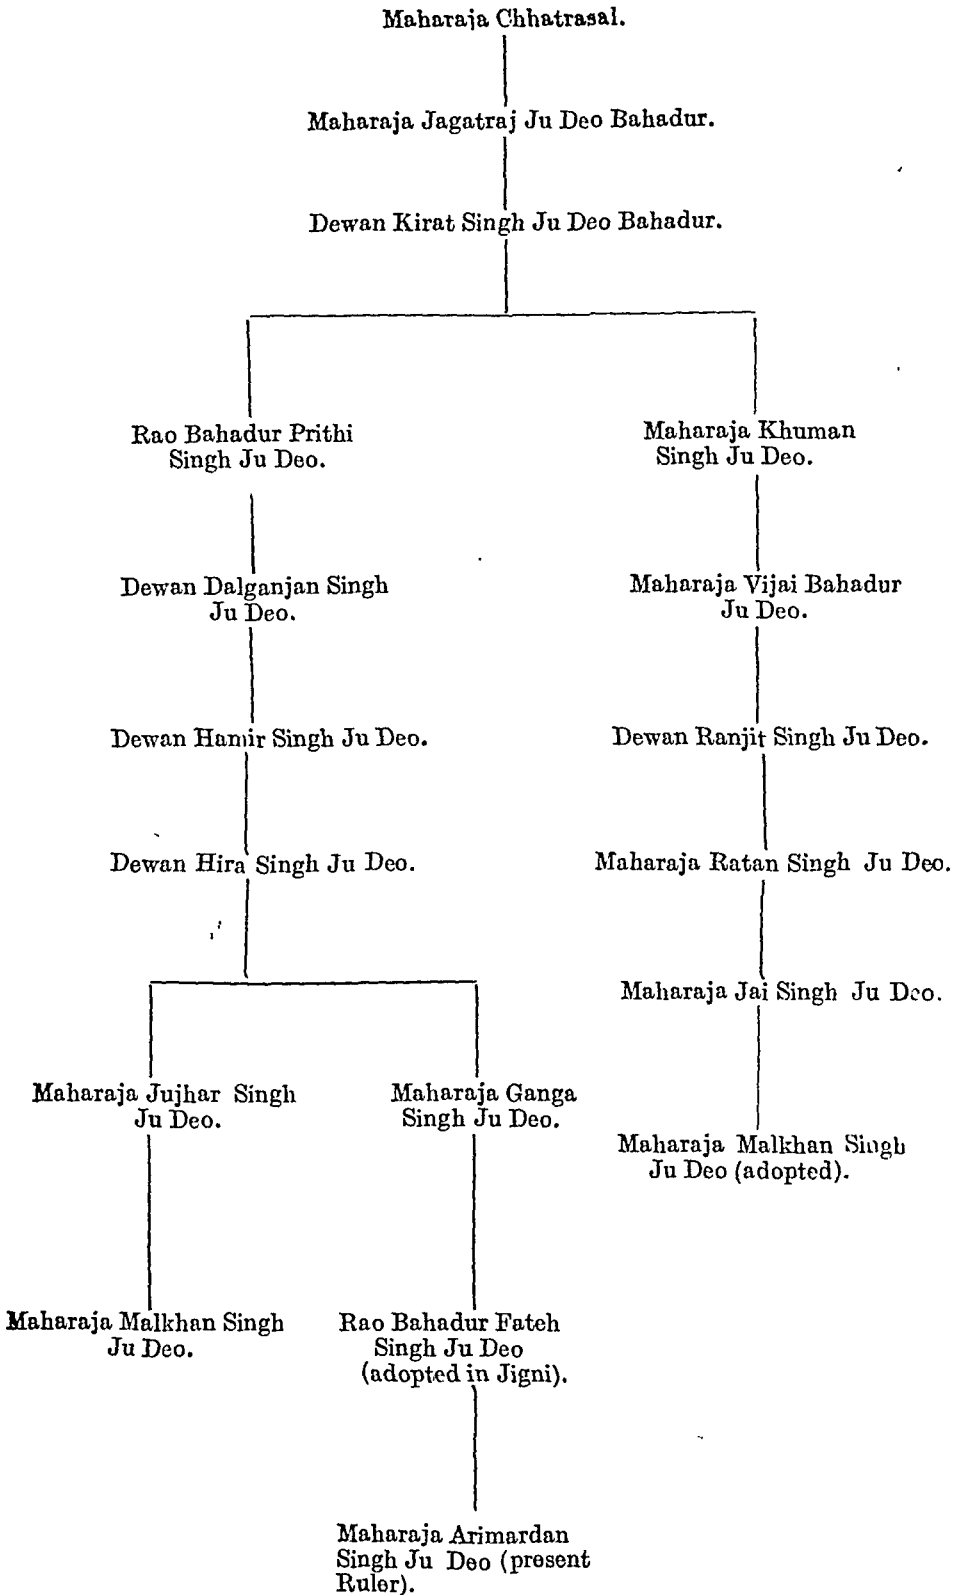 Maharaja Chhatrasal.
Maharaja Jagatraj Ju Deo Bahadur.
Dewan Kirat Singh Ju Deo Bahadur.
Rao Bahadur Prithi
Singh Ju Deo.
Maharaja Khuman
Singh Ju Deo.
Dewan Dalganjan Singh
Ju Deo.
Maharaja Vijai Bahadur
Ju Deo.
Dewan Hamir Singh Ju Deo.
Dewan Ranjit Singh Ju Deo.
Dewan Hira Singh Ju Deo.
Maharaja Ratan Singh Ju Deo.
Maharaja Jai Singh Ju Deo.
Maharaja Jujhar Singh
Ju Deo.
Maharaja Ganga
Singh Ju Deo.
Maharaja Malkhan Singh
Ju Deo (adopted).
Maharaja Malkhan Singh
Ju Deo.
Rao Bahadur Fateh
Singh Ju Deo
(adopted in Jigni).
Maharaja Arimardan
Singh Ju Deo (present
Ruler).